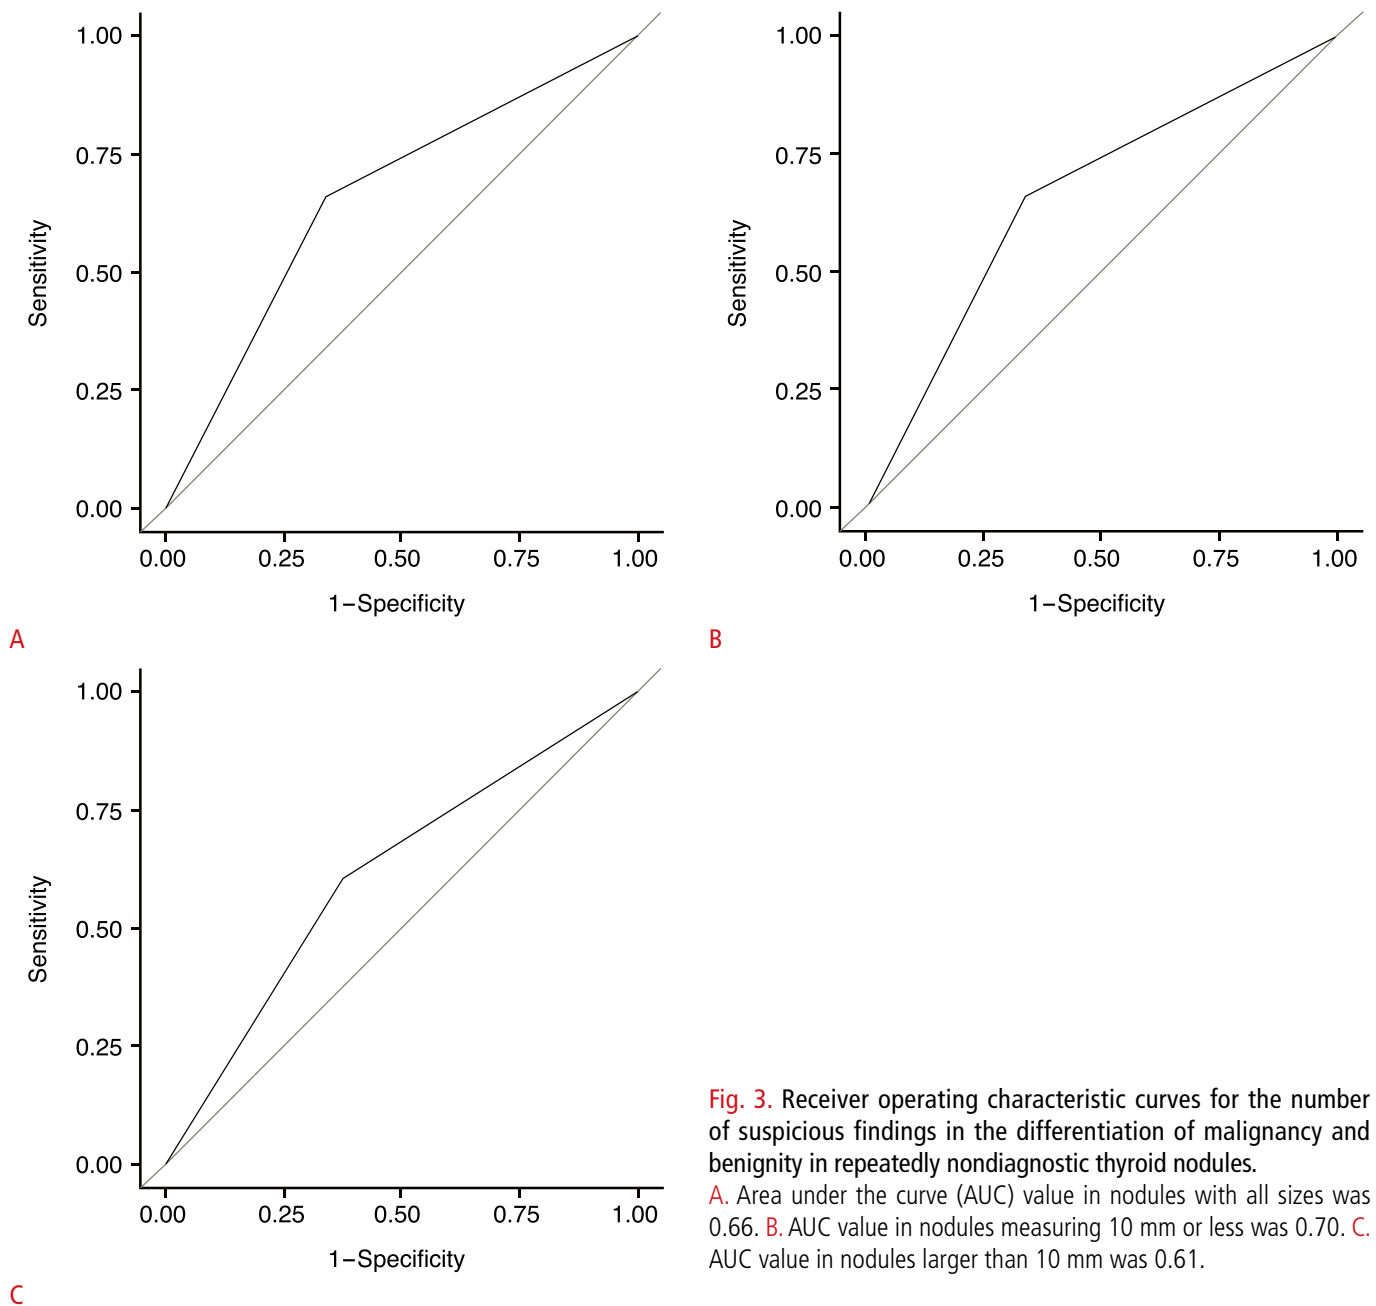 1.00
0.75
0.50
0.25
0.00
Sensitivity
0.00 0.25 0.50 0.75 1.00
1–Specificity
A
1.00
0.75
0.50
0.25
0.00
Sensitivity
0.00 0.25 0.50 0.75 1.00
1–Specificity
B
1.00
0.75
0.50
0.25
0.00
Sensitivity
0.00 0.25 0.50 0.75 1.00
1–Specificity
C
Fig. 3. Receiver operating characteristic curves for the number
of suspicious findings in the differentiation of malignancy and
benignity in repeatedly nondiagnostic thyroid nodules.
A. Area under the curve (AUC) value in nodules with all sizes was
0.66. B. AUC value in nodules measuring 10 mm or less was 0.70. C.
AUC value in nodules larger than 10 mm was 0.61.